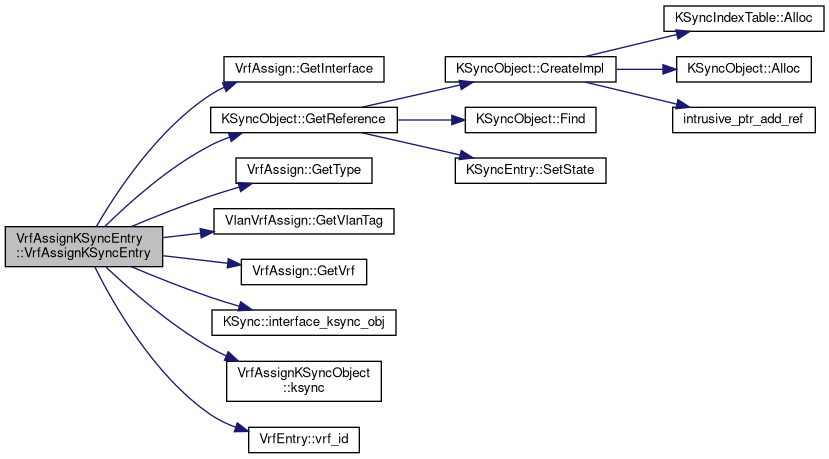 VrfAssignKSyncEntry
::VrfAssignKSyncEntry
VrfAssign::GetInterface
KSyncObject::GetReference
VrfAssign::GetType
VlanVrfAssign::GetVlanTag
VrfAssign::GetVrf
KSync::interface_ksync_obj
VrfAssignKSyncObject
::ksync
VrfEntry::vrf_id
KSyncObject::CreateImpl
KSyncObject::Find
KSyncEntry::SetState
KSyncIndexTable::Alloc
KSyncObject::Alloc
intrusive_ptr_add_ref